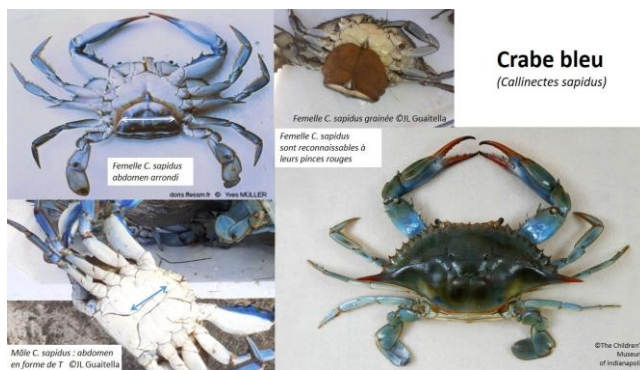 Crabe bleu
(Callinectes sapidus)
Femelle C. sapidus
abdomen arrondi
doris.ffessm.fr © Yves MÜLLER
Femelle C. sapidus grainée ©JL Guaitella
Femelle C. sapidus
sont reconnaissables à
leurs pinces rouges
Mâle C. sapidus : abdomen
en forme de T ©JL Guaitella
©The Children'
Museum
of Indianapoli